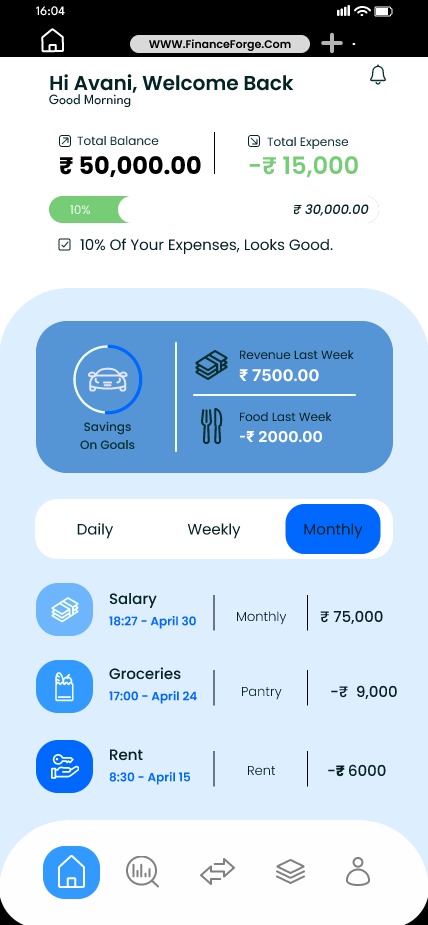 16:04
WWW.FinanceForge.Com
Hi Avani, Welcome Back
Good Morning
Total Balance
₹ 50,000.00
Total Expense
-₹ 15,000
10%
₹ 30,000.00
10% Of Your Expenses, Looks Good.
Savings
On Goals
Revenue Last Week
₹ 7500.00
Food Last Week
-₹ 2000.00
Daily Weekly Monthly
Salary
18:27 - April 30
Monthly
₹ 75,000
Groceries
17:00 - April 24
Pantry
-₹ 9,000
Rent
8:30 - April 15
Rent
-₹ 6000